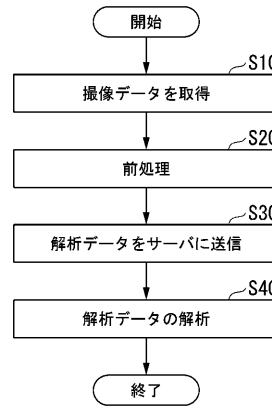 開始
S10
撮像データを取得
S20
前処理
S30
解析データをサーバに送信
S40
解析データの解析
終了